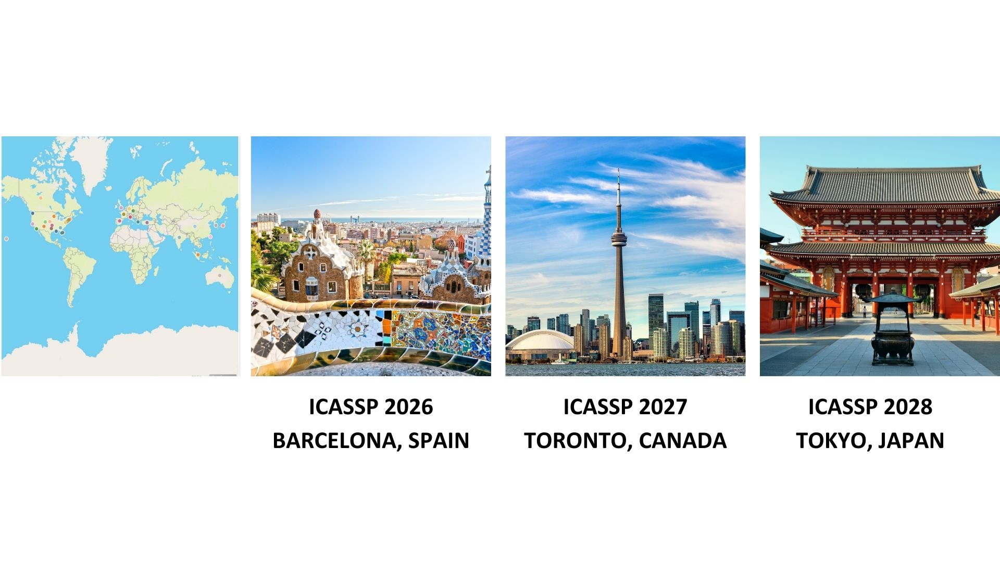 ICASSP 2026
BARCELONA, SPAIN
ICASSP 2027
TORONTO, CANADA
ICASSP 2028
TOKYO, JAPAN